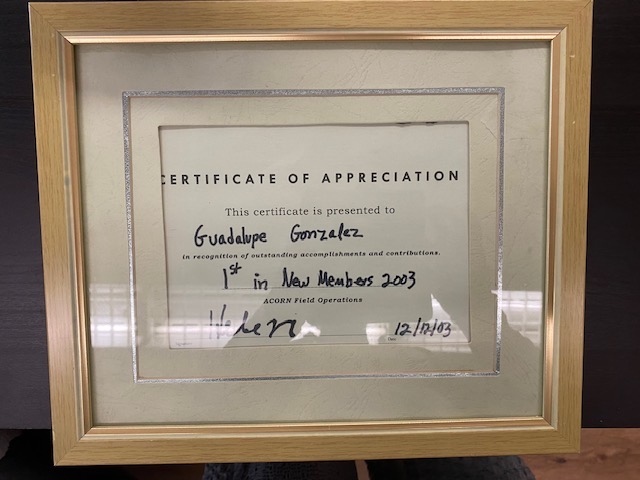 CERTIFICATE OF APPRECIATION
This certificate is presented to
Guadalupe Gonzalez
in recognition of outstanding accomplishments and contributions.
1st in New Members 2003
ACORN Field Operations
12/12/03
Date